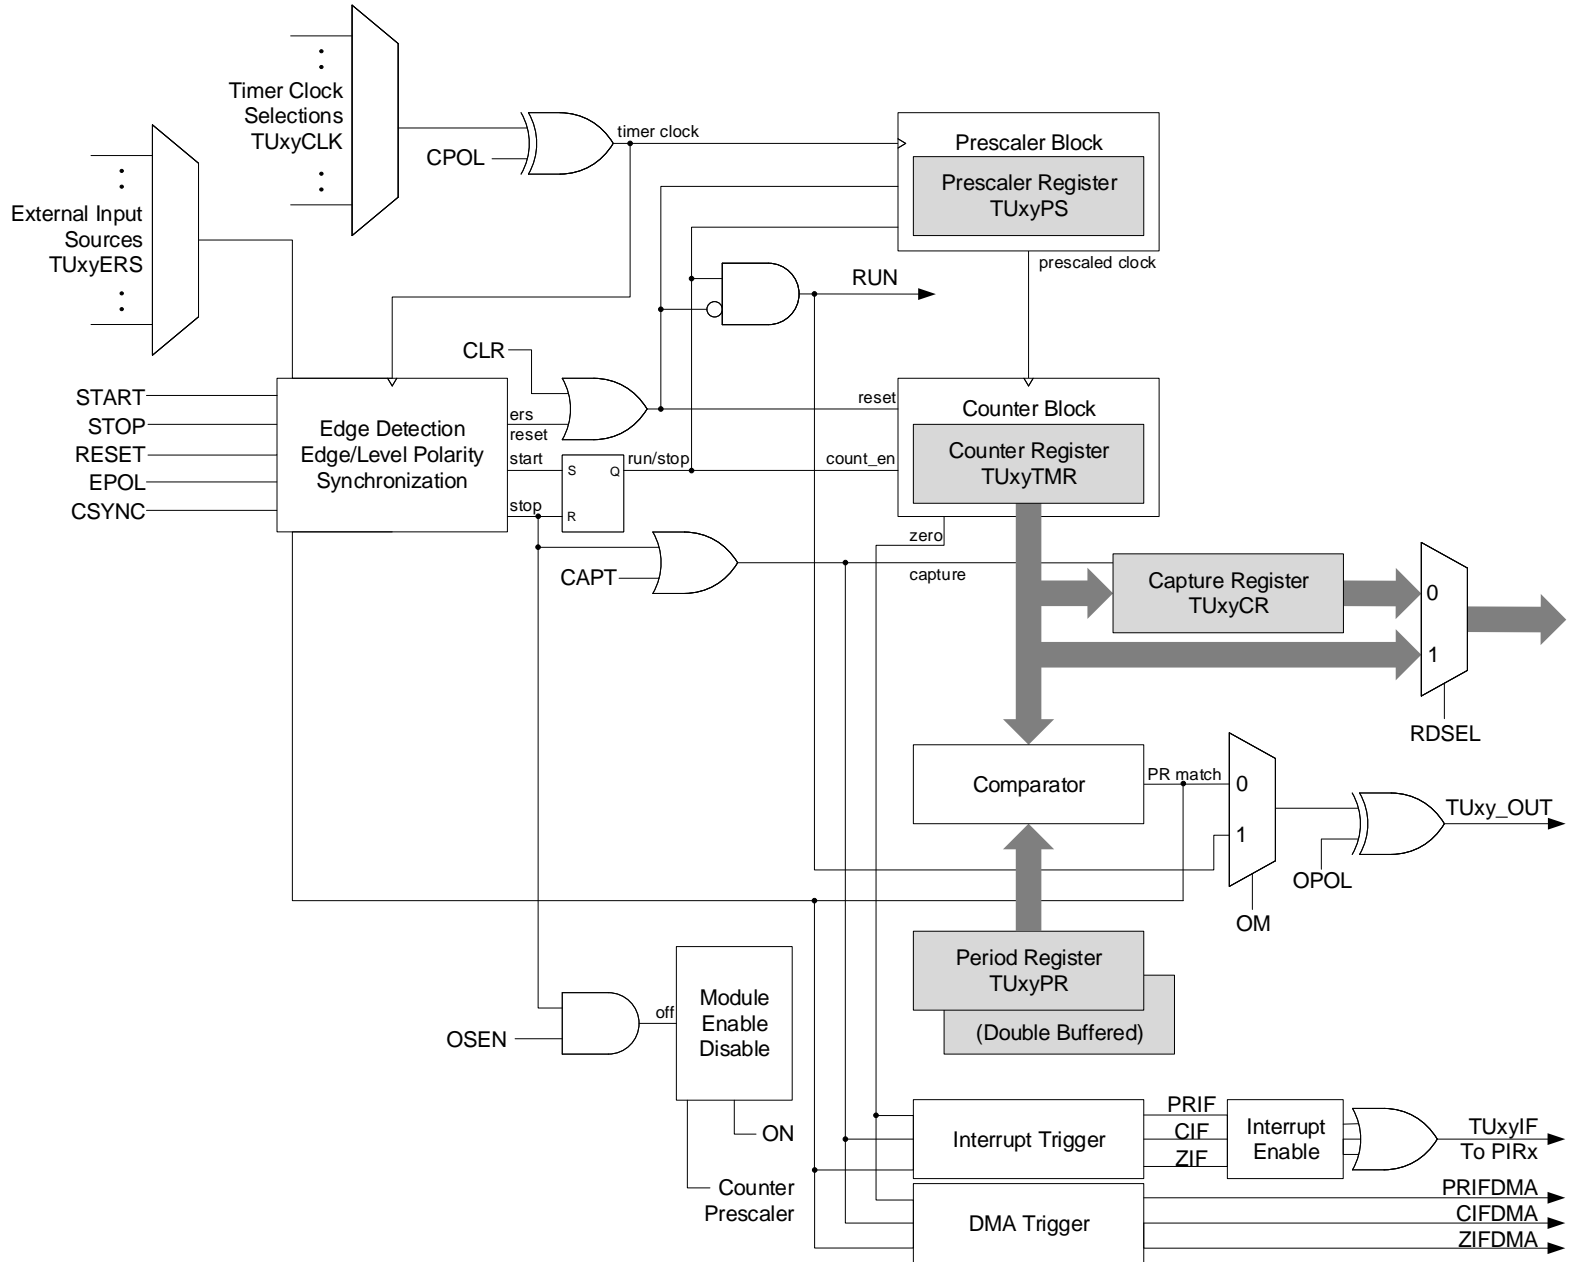 Timer Clock
Selections
TUxyCLK
CPOL
timer clock
Prescaler Block
Prescaler Register
TUxyPS
External Input
Sources
TUxyERS
prescaled clock
RUN
CLR
START
STOP
RESET
EPOL
CSYNC
Edge Detection
Edge/Level Polarity
Synchronization
ers
reset
start
stop
S
Q
R
run/stop
reset
count_en
Counter Block
Counter Register
TUxyTMR
zero
CAPT
capture
Capture Register
TUxyCR
0
1
RDSEL
Comparator
PR match
0
1
TUxy_OUT
OPOL
OM
Period Register
TUxyPR
(Double Buffered)
OSEN
off
Module
Enable
Disable
ON
Counter
Prescaler
Interrupt Trigger
PRIF
CIF
ZIF
Interrupt
Enable
TUxyIF
To PIRx
DMA Trigger
PRIFDMA
CIFDMA
ZIFDMA